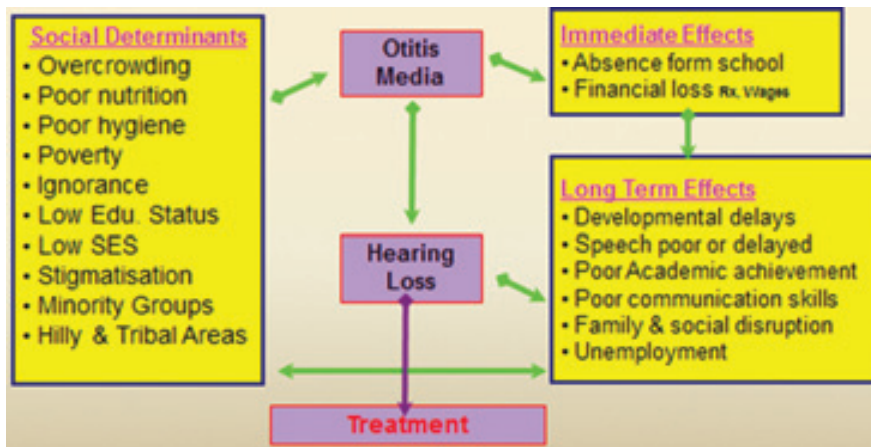 Social Determinants
• Overcrowding
• Poor nutrition
• Poor hygiene
• Poverty
• Ignorance
• Low Edu. Status
• Low SES
• Stigmatisation
• Minority Groups
• Hilly & Tribal Areas
Otitis
Media
Hearing
Loss
Treatment
Immediate Effects
• Absence form school
• Financial loss Rx, Wages
Long Term Effects
• Developmental delays
• Speech poor or delayed
• Poor Academic achievement
• Poor communication skills
• Family & social disruption
• Unemployment